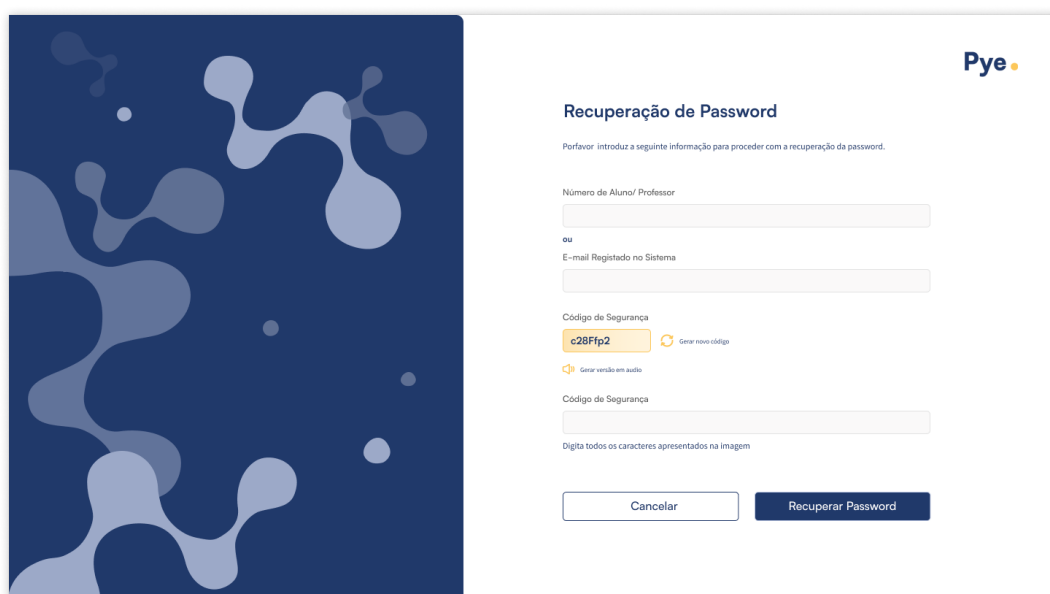 Pye.
Recuperação de Password
Porfavor introduz a seguinte informação para proceder com a recuperação da password.
Número de Aluno/ Professor
ou
E-mail Registado no Sistema
Código de Segurança
c28Ffp2
Gerar novo código
Gerar versão em audio
Código de Segurança
Digita todos os caracteres apresentados na imagem
Cancelar
Recuperar Password